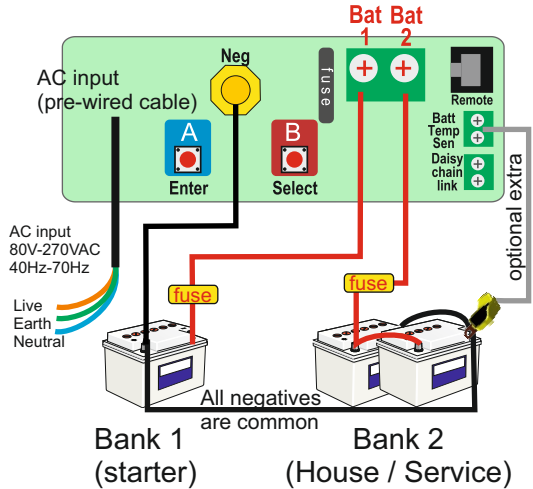 Bat Bat
1 2
Neg
fuse
AC input
(pre-wired cable)
Remote
A
B
Batt
Temp
Sen
Enter
Select
Daisy
chain
link
optional extra
AC input
80V-270VAC
40Hz-70Hz
fuse
fuse
Live
Earth
Neutral
All negatives
are common
Bank 1
(starter)
Bank 2
(House / Service)